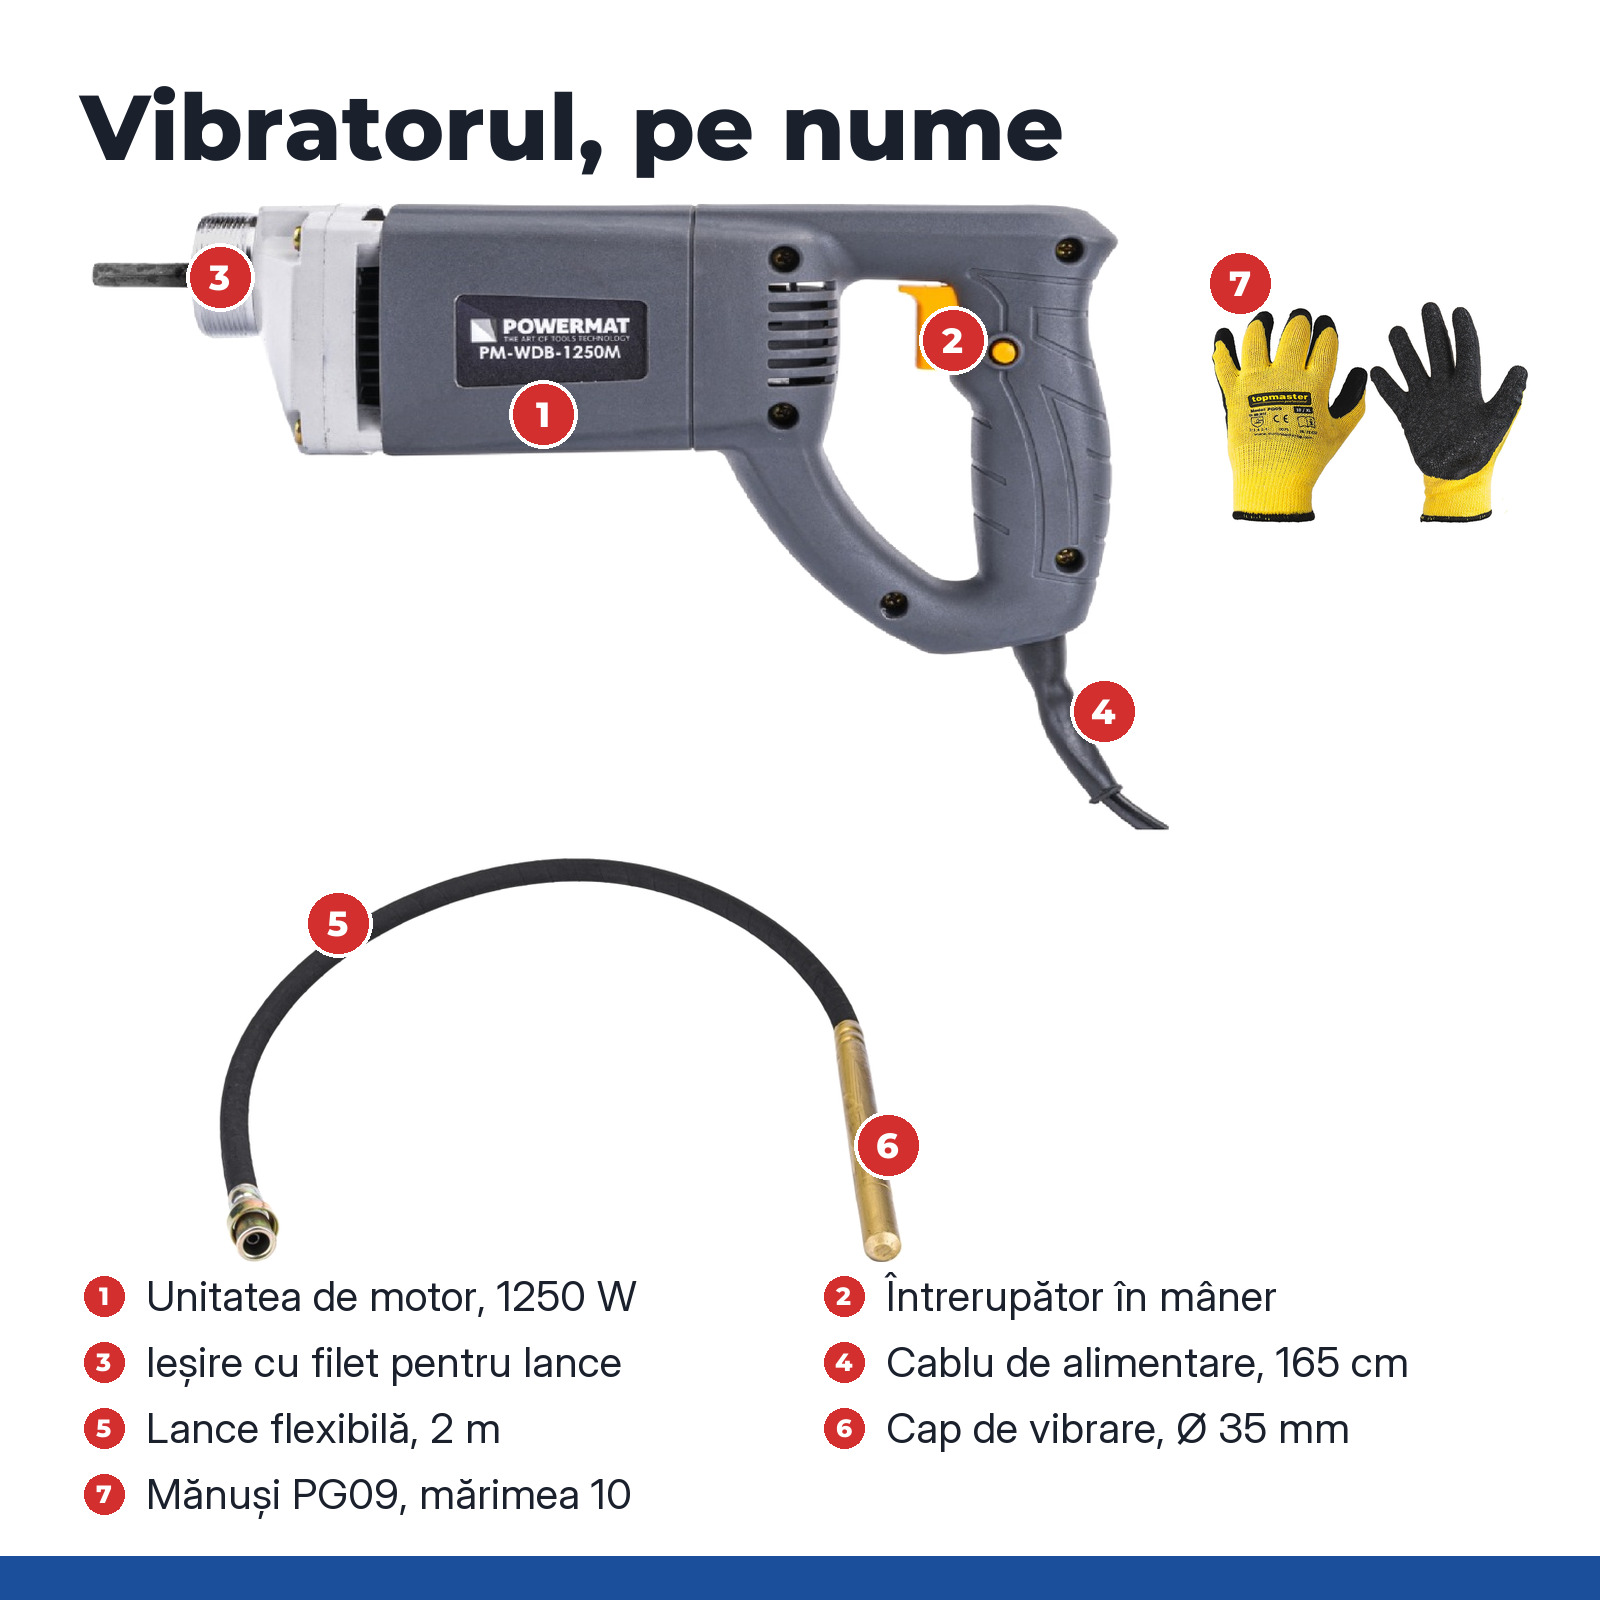 Vibratorul, pe nume
3
POWERMAT
THE ART OF TOOLS TECHNOLOGY
PM-WDB-1250M
1
2
7
topmaster
4
5
6
1 Unitatea de motor, 1250 W
2 Întrerupător în mâner
3 Ieșire cu filet pentru lance
4 Cablu de alimentare, 165 cm
5 Lance flexibilă, 2 m
6 Cap de vibrare, Ø 35 mm
7 Mănuși PG09, mărimea 10